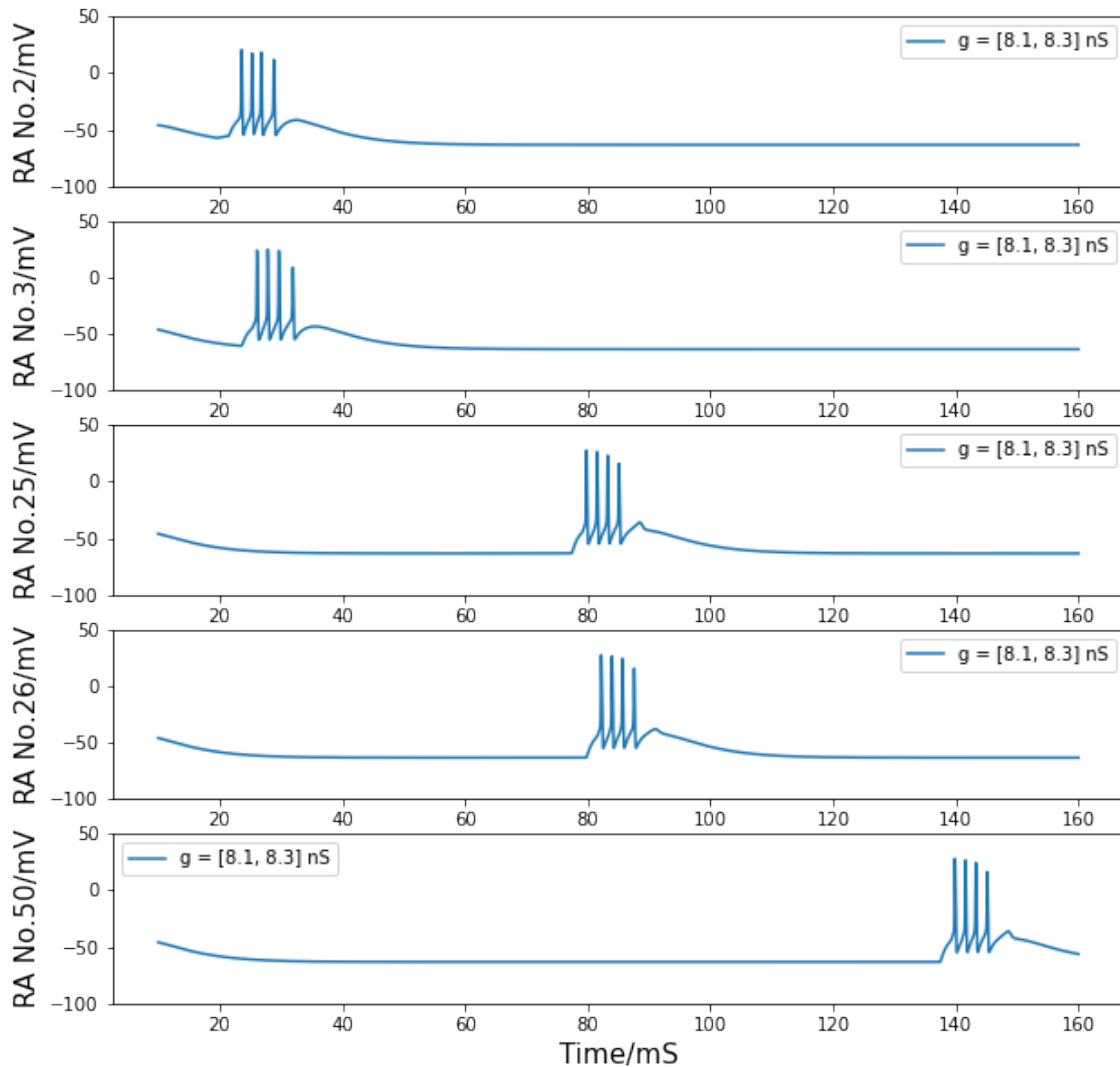 RA No.2/mV
50
0
−50
−100
g = [8.1, 8.3] nS
20 40 60 80 100 120 140 160
RA No.3/mV
50
0
−50
−100
g = [8.1, 8.3] nS
20 40 60 80 100 120 140 160
RA No.25/mV
50
0
−50
−100
g = [8.1, 8.3] nS
20 40 60 80 100 120 140 160
RA No.26/mV
50
0
−50
−100
g = [8.1, 8.3] nS
20 40 60 80 100 120 140 160
RA No.50/mV
50
0
−50
−100
g = [8.1, 8.3] nS
20 40 60 80 100 120 140 160
Time/mS